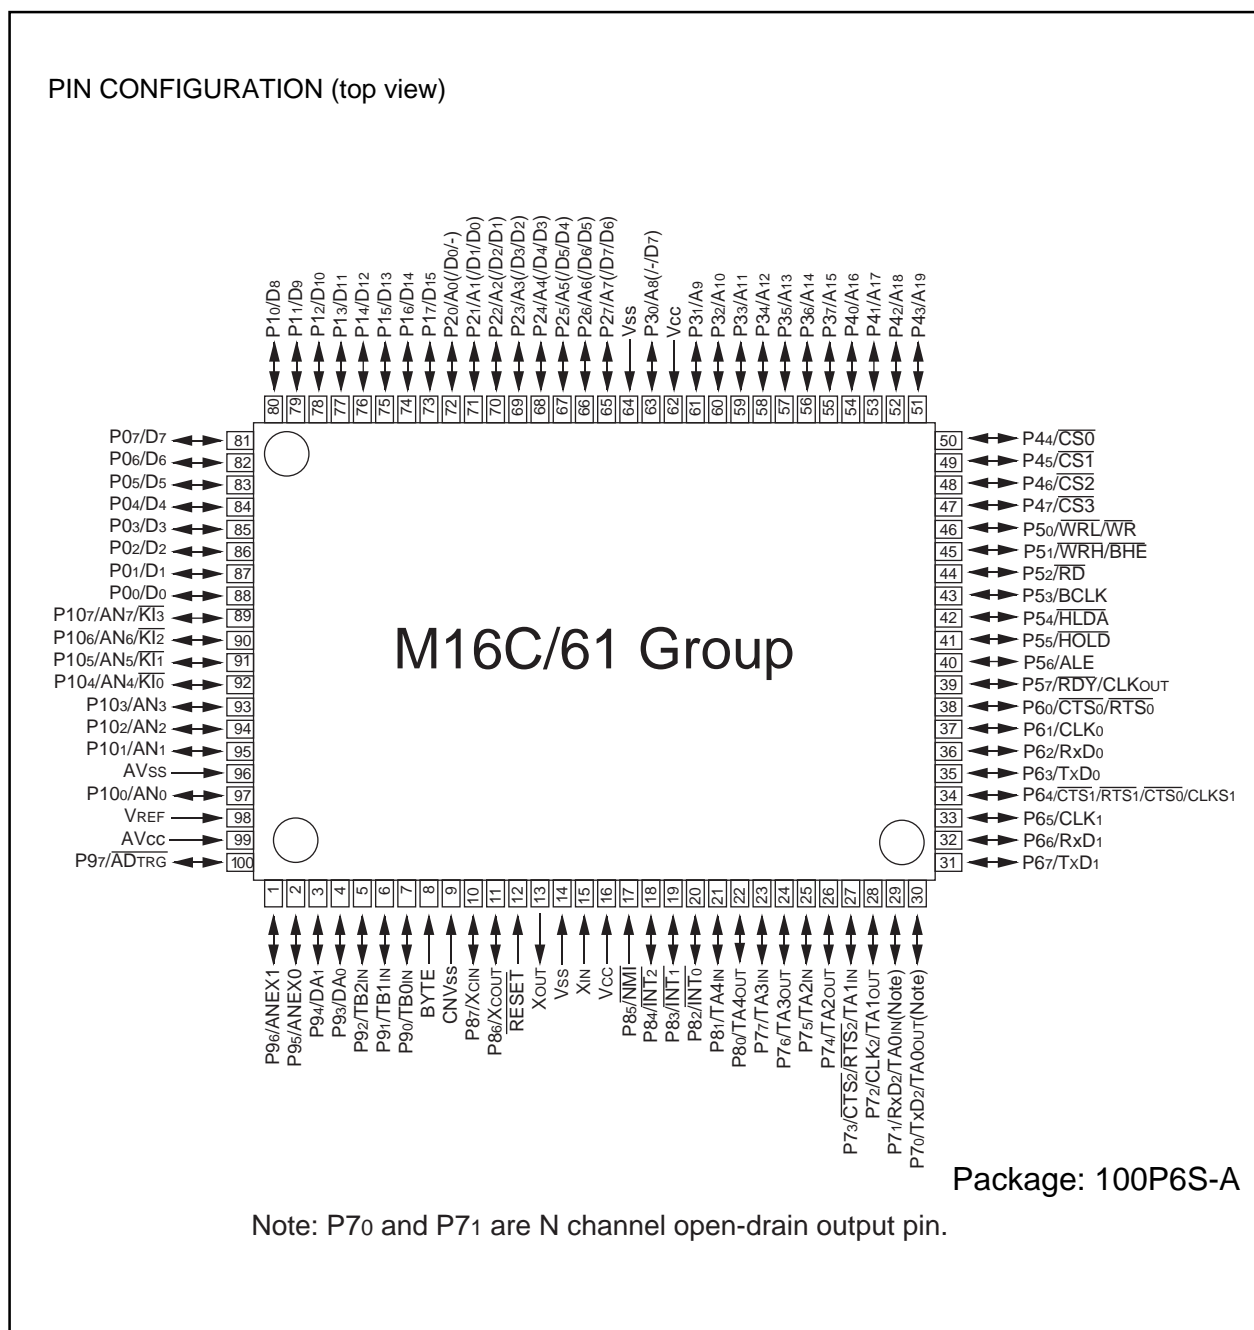 PIN CONFIGURATION (top view)
P10/D8
P11/D9
P12/D10
P13/D11
P14/D12
P15/D13
P16/D14
P17/D15
P20/A0(/D0/-)
P21/A1(/D1/D0)
P22/A2(/D2/D1)
P23/A3(/D3/D2)
P24/A4(/D4/D3)
P25/A5(/D5/D4)
P26/A6(/D6/D5)
P27/A7(/D7/D6)
Vss
P30/A8(/-/D7)
Vcc
P31/A9
P32/A10
P33/A11
P34/A12
P35/A13
P36/A14
P37/A15
P40/A16
P41/A17
P42/A18
P43/A19
80 79 78 77 76 75 74 73 72 71 70 69 68 67 66 65 64 63 62 61 60 59 58 57 56 55 54 53 52 51
P07/D7 81
P06/D6 82
P05/D5 83
P04/D4 84
P03/D3 85
P02/D2 86
P01/D1 87
P00/D0 88
P107/AN7/KI3 89
P106/AN6/KI2 90
P105/AN5/KI1 91
P104/AN4/KI0 92
P103/AN3 93
P102/AN2 94
P101/AN1 95
AVSS 96
P100/AN0 97
VREF 98
AVcc 99
P97/ADTRG 100
M16C/61 Group
50 P44/CS0
49 P45/CS1
48 P46/CS2
47 P47/CS3
46 P50/WRL/WR
45 P51/WRH/BHE
44 P52/RD
43 P53/BCLK
42 P54/HLDA
41 P55/HOLD
40 P56/ALE
39 P57/RDY/CLKOUT
38 P60/CTS0/RTS0
37 P61/CLK0
36 P62/RxD0
35 P63/TxD0
34 P64/CTS1/RTS1/CTS0/CLKS1
33 P65/CLK1
32 P66/RxD1
31 P67/TxD1
1 2 3 4 5 6 7 8 9 10 11 12 13 14 15 16 17 18 19 20 21 22 23 24 25 26 27 28 29 30
P96/ANEX1
P95/ANEX0
P94/DA1
P93/DA0
P92/TB2IN
P91/TB1IN
P90/TB0IN
BYTE
CNVss
P87/XCIN
P86/XCOUT
RESET
XOUT
VSS
XIN
VCC
P85/NMI
P84/INT2
P83/INT1
P82/INT0
P81/TA4IN
P80/TA4OUT
P77/TA3IN
P76/TA3OUT
P75/TA2IN
P74/TA2OUT
P73/CTS2/RTS2/TA1IN
P72/CLK2/TA1OUT
P71/RxD2/TA0IN(Note)
P70/TxD2/TA0OUT(Note)
Package: 100P6S-A
Note: P70 and P71 are N channel open-drain output pin.